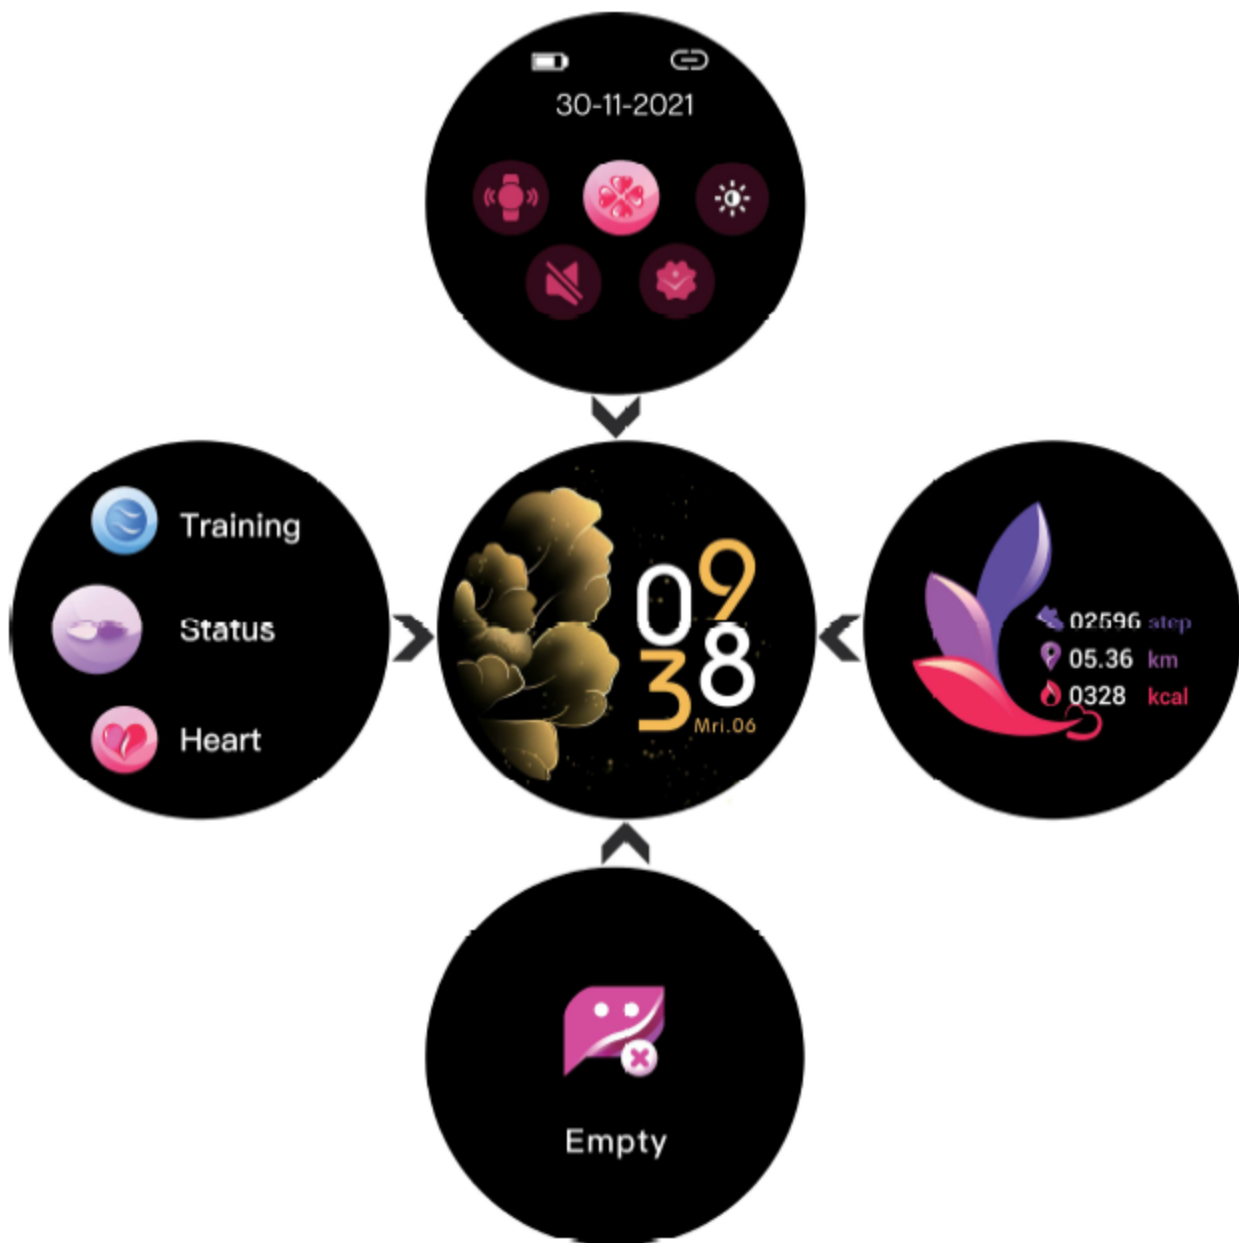 30-11-2021
Training
Status
Heart
09
38
Mri.06
02596 step
05.36 km
0328 kcal
Empty